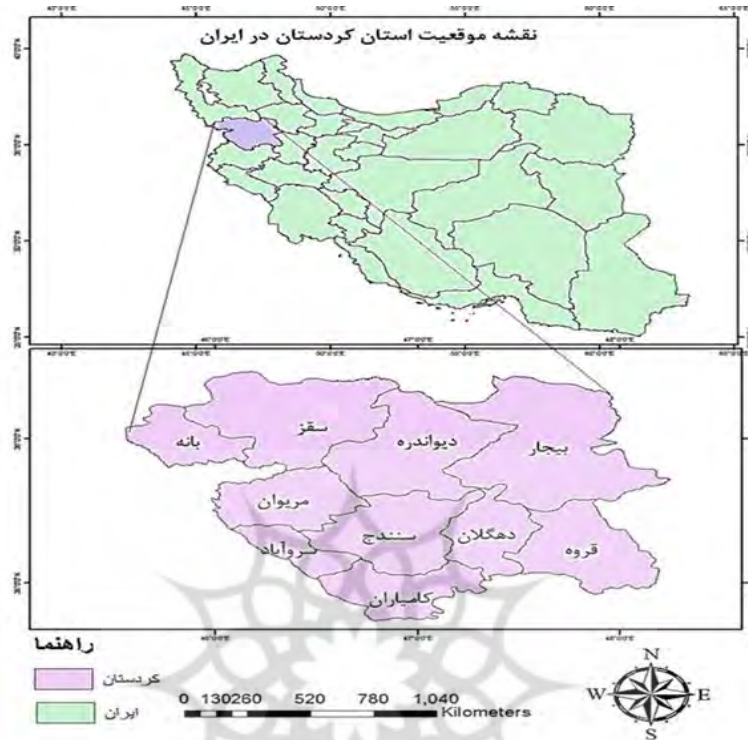 نقشه موقعیت استان کردستان در ایران
سقز
بانه
دیواندره
بیجار
مریوان
سنندج
دهگلان
قروه
سروآباد
کامیاران
راهنما
کردستان
ایران
0 130260 520 780 1,040
Kilometers
N
W E
S